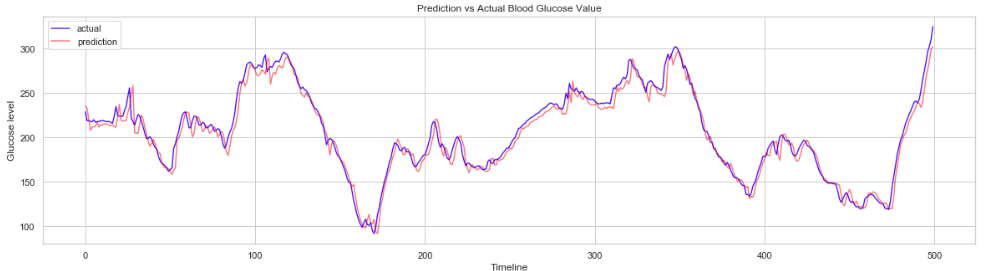 Prediction vs Actual Blood Glucose Value
actual
prediction
Glucose level
300
250
200
150
100
0
100
200
300
400
500
Timeline